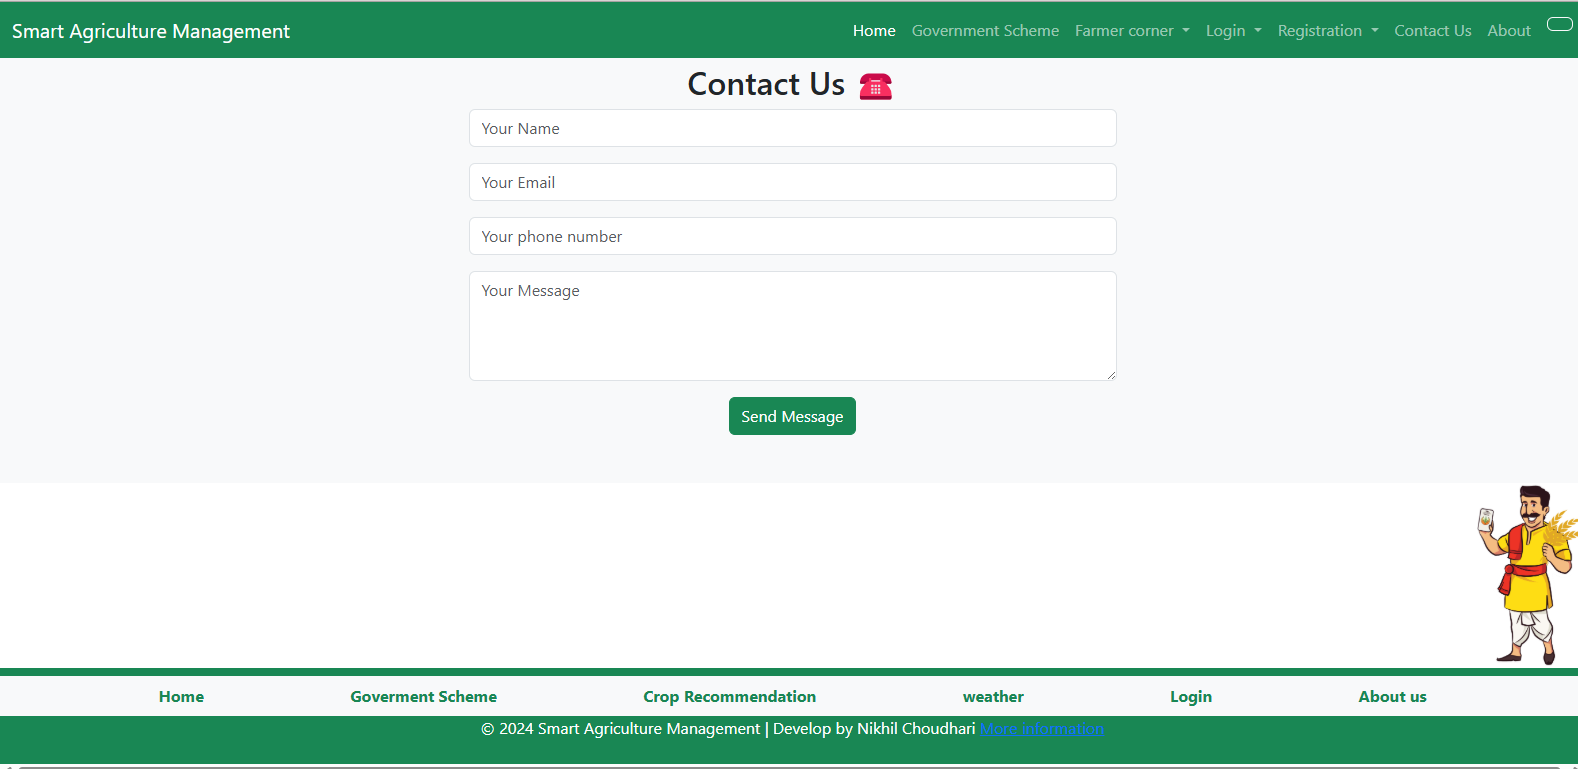 Smart Agriculture Management Home Government Scheme Farmer corner Login Registration Contact Us About
Contact Us
Your Name
Your Email
Your phone number
Your Message
Send Message
Home Goverment Scheme Crop Recommendation weather Login About us
© 2024 Smart Agriculture Management | Develop by Nikhil Choudhari More information